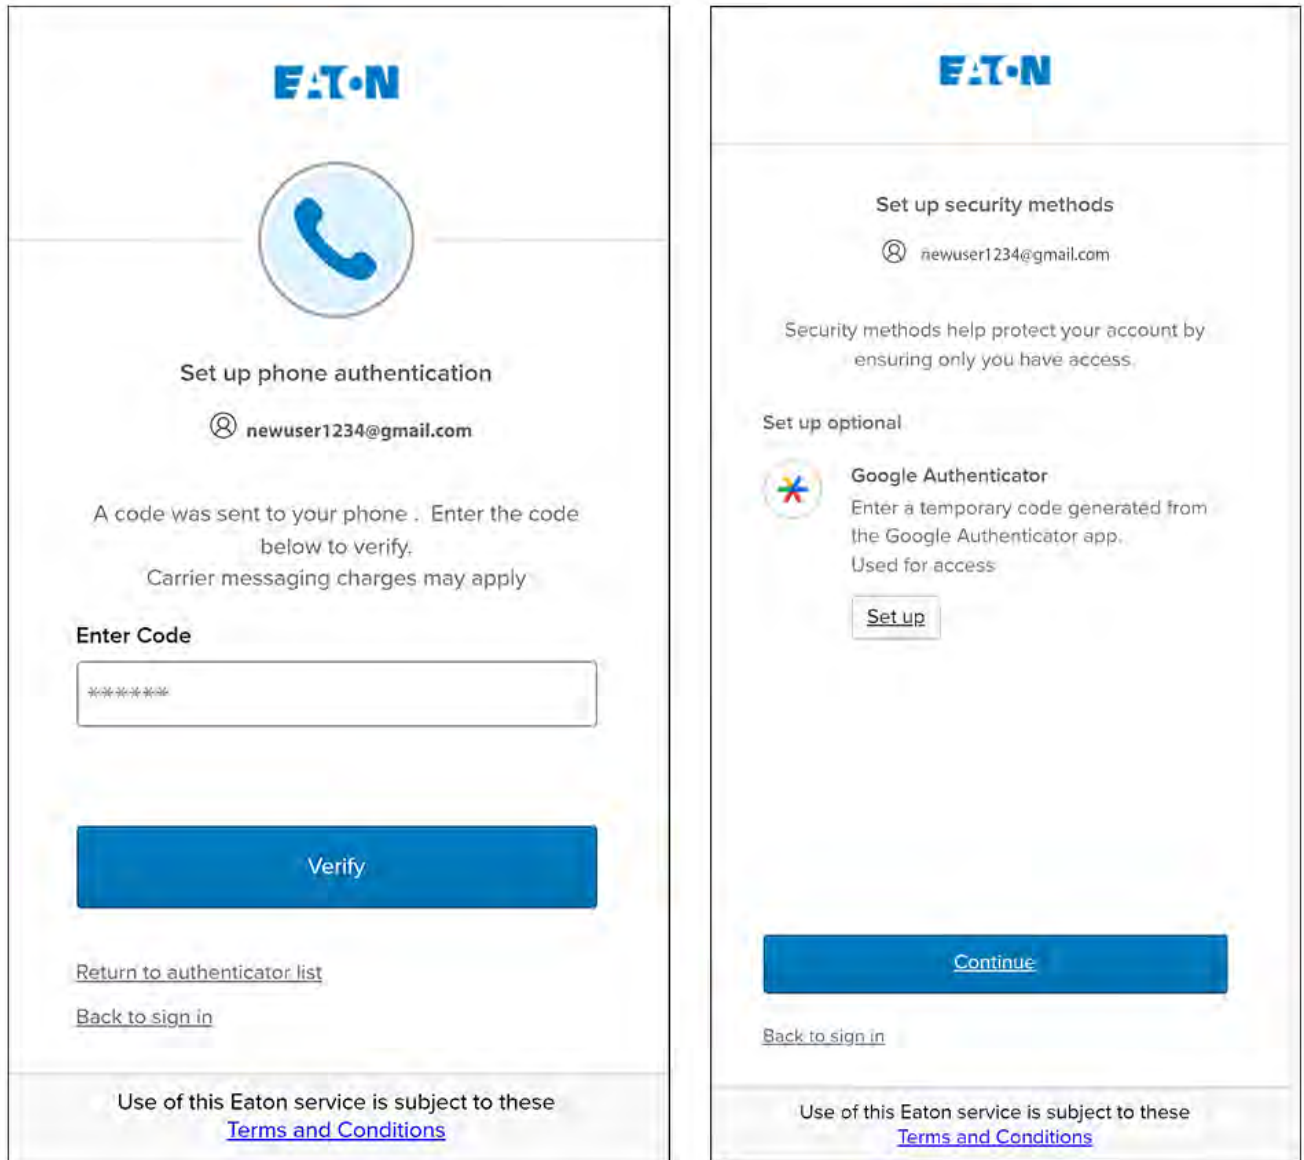 EATON
Set up phone authentication
newuser1234@gmail.com
A code was sent to your phone . Enter the code
below to verify.
Carrier messaging charges may apply
Enter Code
******
Verify
Return to authenticator list
Back to sign in
Use of this Eaton service is subject to these
Terms and Conditions
EATON
Set up security methods
newuser1234@gmail.com
Security methods help protect your account by
ensuring only you have access.
Set up optional
Google Authenticator
Enter a temporary code generated from
the Google Authenticator app.
Used for access
Set up
Continue
Back to sign in
Use of this Eaton service is subject to these
Terms and Conditions